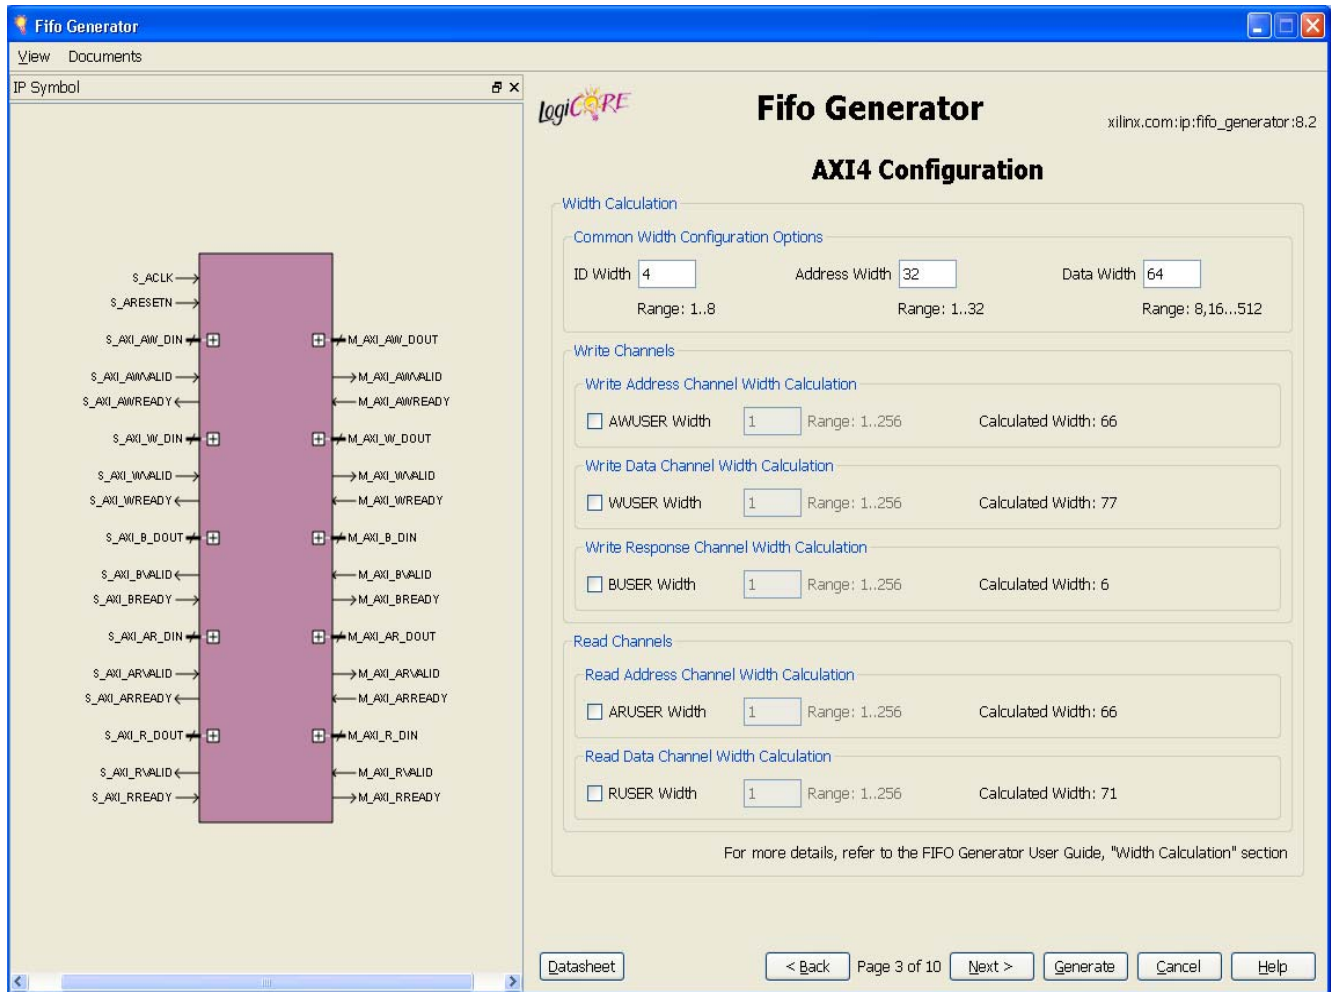 Fifo Generator
View Documents
IP Symbol
S_ACLK
S_ARESETN
S_AXI_AW_DIN M_AXI_AW_DOUT
S_AXI_AWVALID M_AXI_AWVALID
S_AXI_AWREADY M_AXI_AWREADY
S_AXI_W_DIN M_AXI_W_DOUT
S_AXI_WVALID M_AXI_WVALID
S_AXI_WREADY M_AXI_WREADY
S_AXI_B_DOUT M_AXI_B_DIN
S_AXI_BVALID M_AXI_BVALID
S_AXI_BREADY M_AXI_BREADY
S_AXI_AR_DIN M_AXI_AR_DOUT
S_AXI_ARVALID M_AXI_ARVALID
S_AXI_ARREADY M_AXI_ARREADY
S_AXI_R_DOUT M_AXI_R_DIN
S_AXI_RVALID M_AXI_RVALID
S_AXI_RREADY M_AXI_RREADY
logiCORE
Fifo Generator
xilinx.com:ip:fifo_generator:8.2
AXI4 Configuration
Width Calculation
Common Width Configuration Options
ID Width 4 Address Width 32 Data Width 64
Range: 1..8 Range: 1..32 Range: 8,16...512
Write Channels
Write Address Channel Width Calculation
AWUSER Width 1 Range: 1..256 Calculated Width: 66
Write Data Channel Width Calculation
WUSER Width 1 Range: 1..256 Calculated Width: 77
Write Response Channel Width Calculation
BUSER Width 1 Range: 1..256 Calculated Width: 6
Read Channels
Read Address Channel Width Calculation
ARUSER Width 1 Range: 1..256 Calculated Width: 66
Read Data Channel Width Calculation
RUSER Width 1 Range: 1..256 Calculated Width: 71
For more details, refer to the FIFO Generator User Guide, "Width Calculation" section
Datasheet < Back Page 3 of 10 Next > Generate Cancel Help